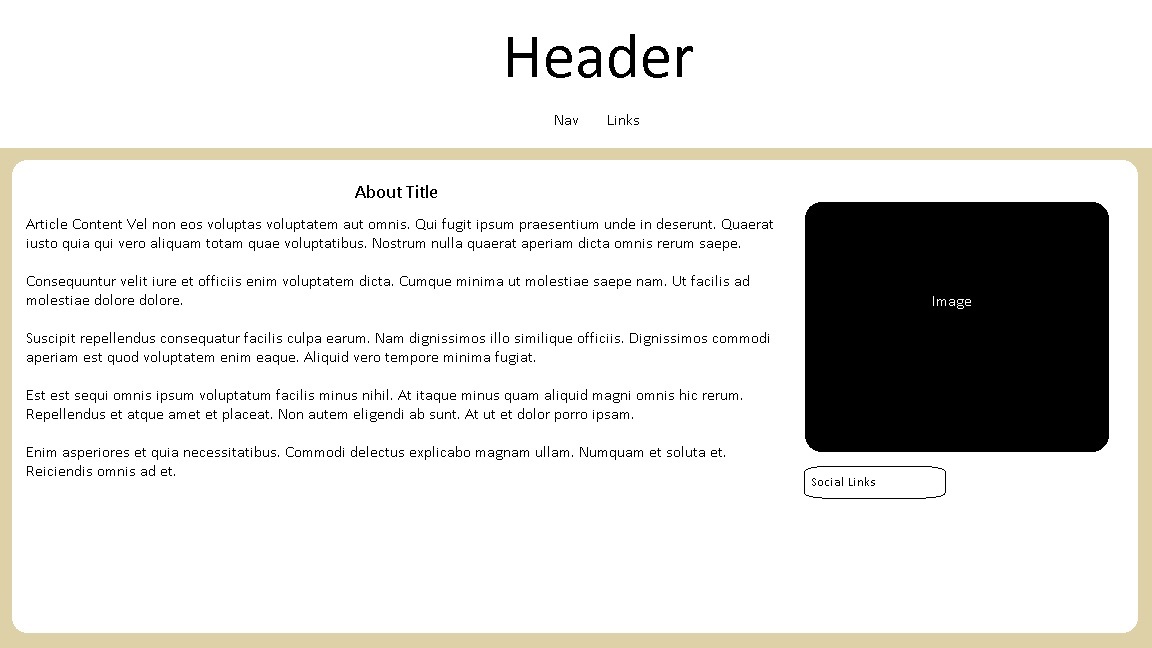 Header
Nav Links
About Title
Article Content Vel non eos voluptas voluptatem aut omnis. Qui fugit ipsum praesentium unde in deserunt. Quaerat
iusto quia qui vero aliquam totam quae voluptatibus. Nostrum nulla quaerat aperiam dicta omnis rerum saepe.
Consequuntur velit iure et officiis enim voluptatem dicta. Cumque minima ut molestiae saepe nam. Ut facilis ad
molestiae dolore dolore.
Suscipit repellendus consequatur facilis culpa earum. Nam dignissimos illo similique officiis. Dignissimos commodi
aperiam est quod voluptatem enim eaque. Aliquid vero tempore minima fugiat.
Est est sequi omnis ipsum voluptatum facilis minus nihil. At itaque minus quam aliquid magni omnis hic rerum.
Repellendus et atque amet et placeat. Non autem eligendi ab sunt. At ut et dolor porro ipsam.
Enim asperiores et quia necessitatibus. Commodi delectus explicabo magnam ullam. Numquam et soluta et.
Reiciendis omnis ad et.
Image
Social Links